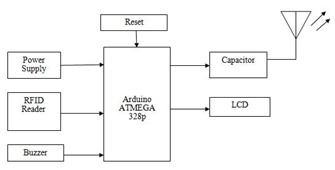 Reset
Power
Supply
Capacitor
RFID
Reader
Arduino
ATMEGA
328p
LCD
Buzzer